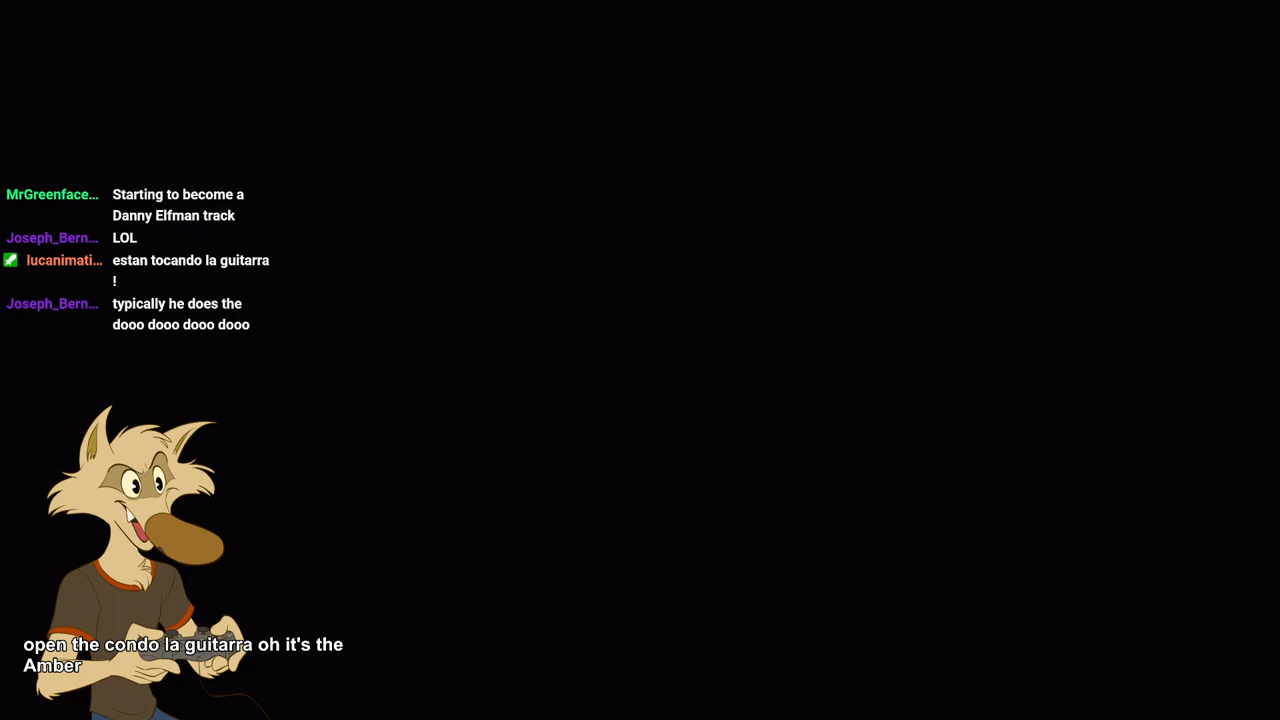 MrGreenface… Starting to become a
Danny Elfman track
Joseph_Bern… LOL
lucanimati… estan tocando la guitarra
!
Joseph_Bern… typically he does the
dooo dooo dooo dooo
open the condo la guitarra oh it's the
Amber